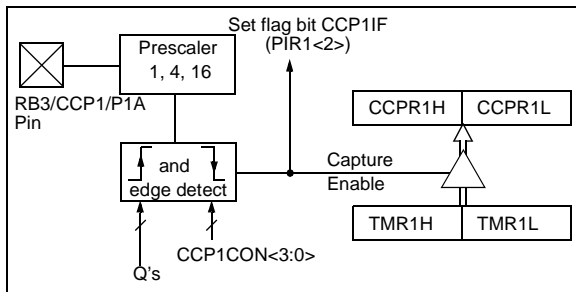 Set flag bit CCP1IF
(PIR1<2>)
Prescaler
1, 4, 16
RB3/CCP1/P1A
Pin
CCPR1H
CCPR1L
and
edge detect
Capture
Enable
TMR1H
TMR1L
CCP1CON<3:0>
Q's